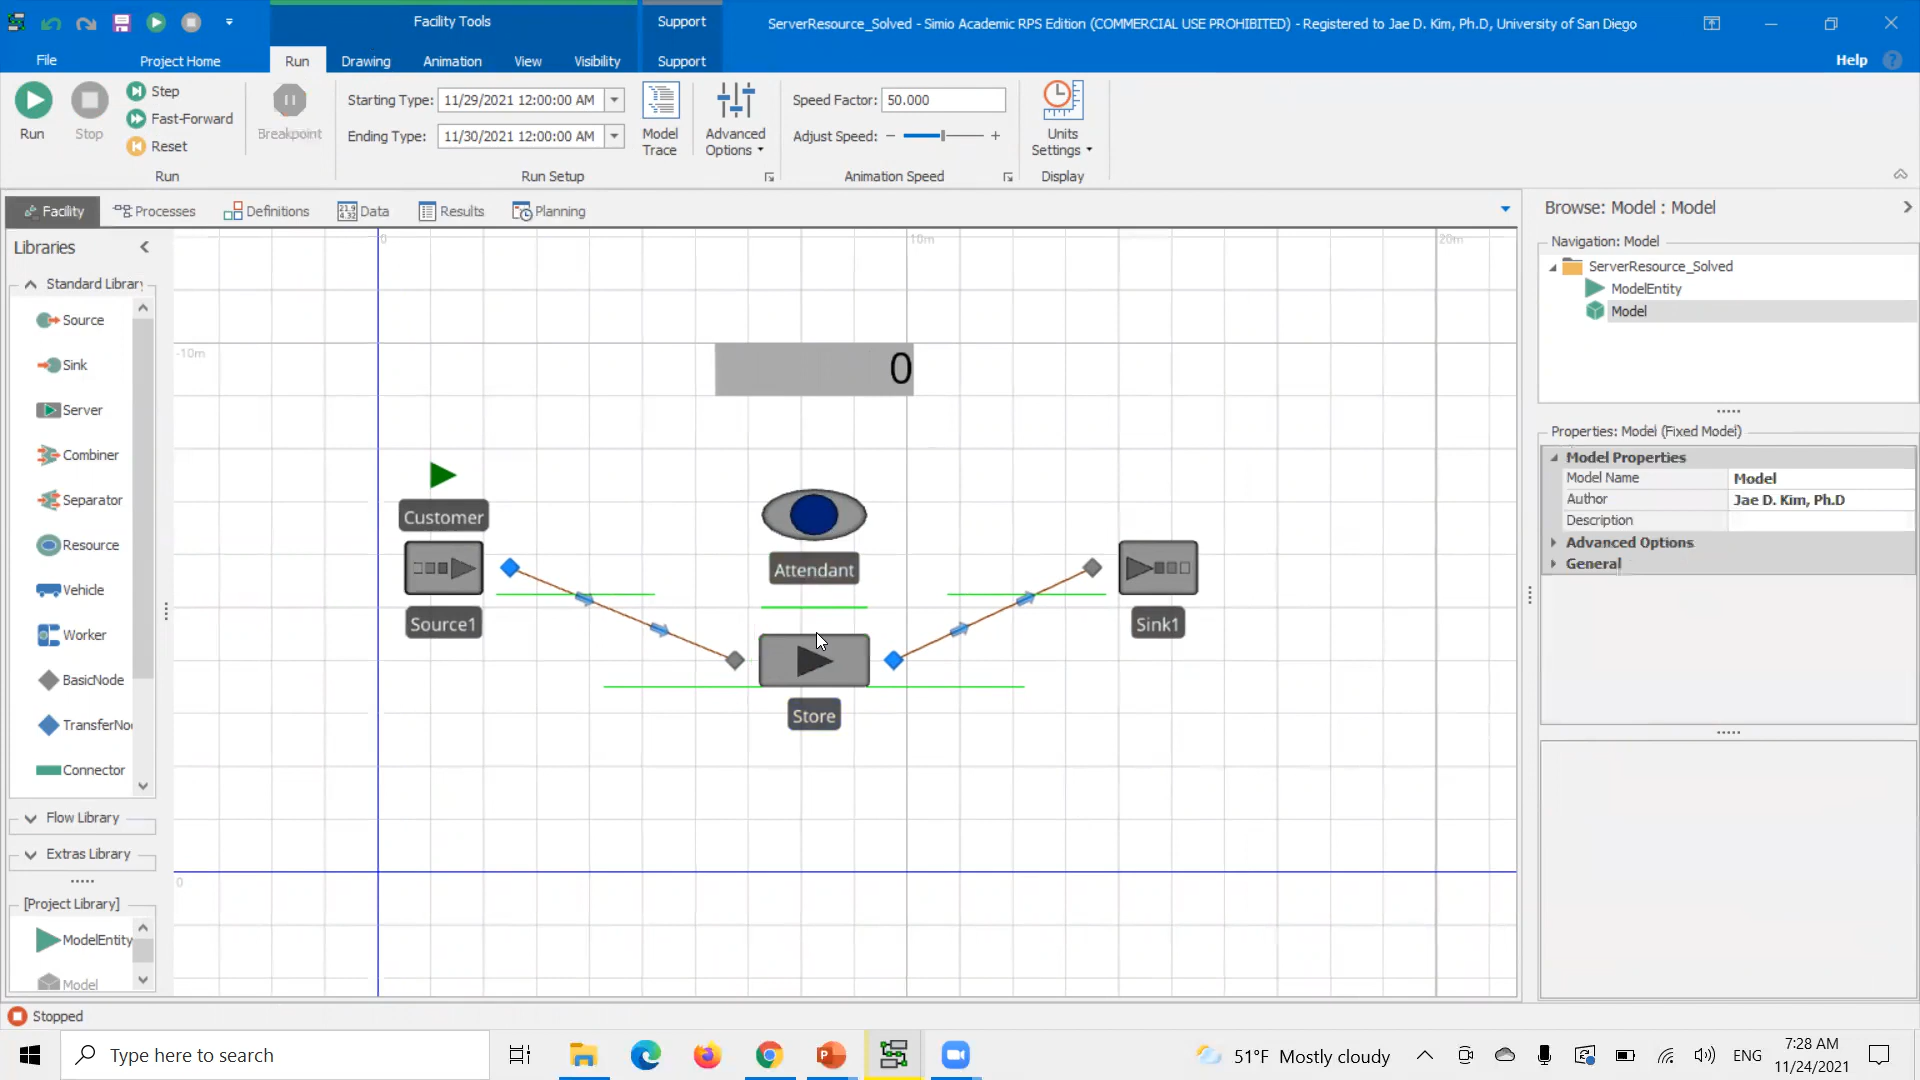 Facility Tools
Support
ServerResource_Solved - Simio Academic RPS Edition (COMMERCIAL USE PROHIBITED) - Registered to Jae D. Kim, Ph.D, University of San Diego
File
Project Home
Run
Drawing
Animation
View
Visibility
Support
Help
Run
Stop
Step
Fast-Forward
Reset
Breakpoint
Starting Type: 11/29/2021 12:00:00 AM
Ending Type: 11/30/2021 12:00:00 AM
Model Trace
Advanced Options
Speed Factor: 50.000
Adjust Speed:
Units Settings
Run
Run Setup
Animation Speed
Display
Facility
Processes
Definitions
Data
Results
Planning
Browse: Model : Model
Libraries
Standard Library
Source
Sink
Server
Combiner
Separator
Resource
Vehicle
Worker
BasicNode
TransferNo
Connector
Flow Library
Extras Library
[Project Library]
ModelEntity
Model
0
10m
20m
-10m
0
0
Customer
Source1
Attendant
Store
Sink1
Navigation: Model
ServerResource_Solved
ModelEntity
Model
Properties: Model (Fixed Model)
Model Properties
Model Name Model
Author Jae D. Kim, Ph.D
Description
Advanced Options
General
Stopped
Type here to search
51°F Mostly cloudy
ENG
7:28 AM
11/24/2021